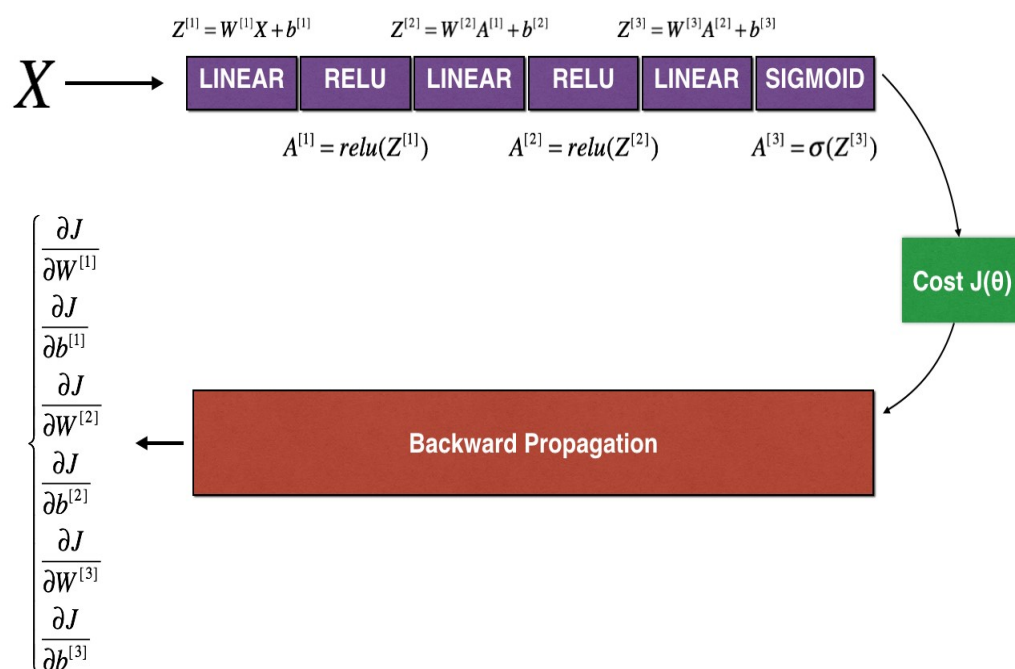 Z^[1] = W^[1]X + b^[1] Z^[2] = W^[2]A^[1] + b^[2] Z^[3] = W^[3]A^[2] + b^[3]
X LINEAR RELU LINEAR RELU LINEAR SIGMOID
A^[1] = relu(Z^[1]) A^[2] = relu(Z^[2]) A^[3] = σ(Z^[3])
Cost J(θ)
Backward Propagation
∂J
∂W^[1]
∂J
∂b^[1]
∂J
∂W^[2]
∂J
∂b^[2]
∂J
∂W^[3]
∂J
∂b^[3]